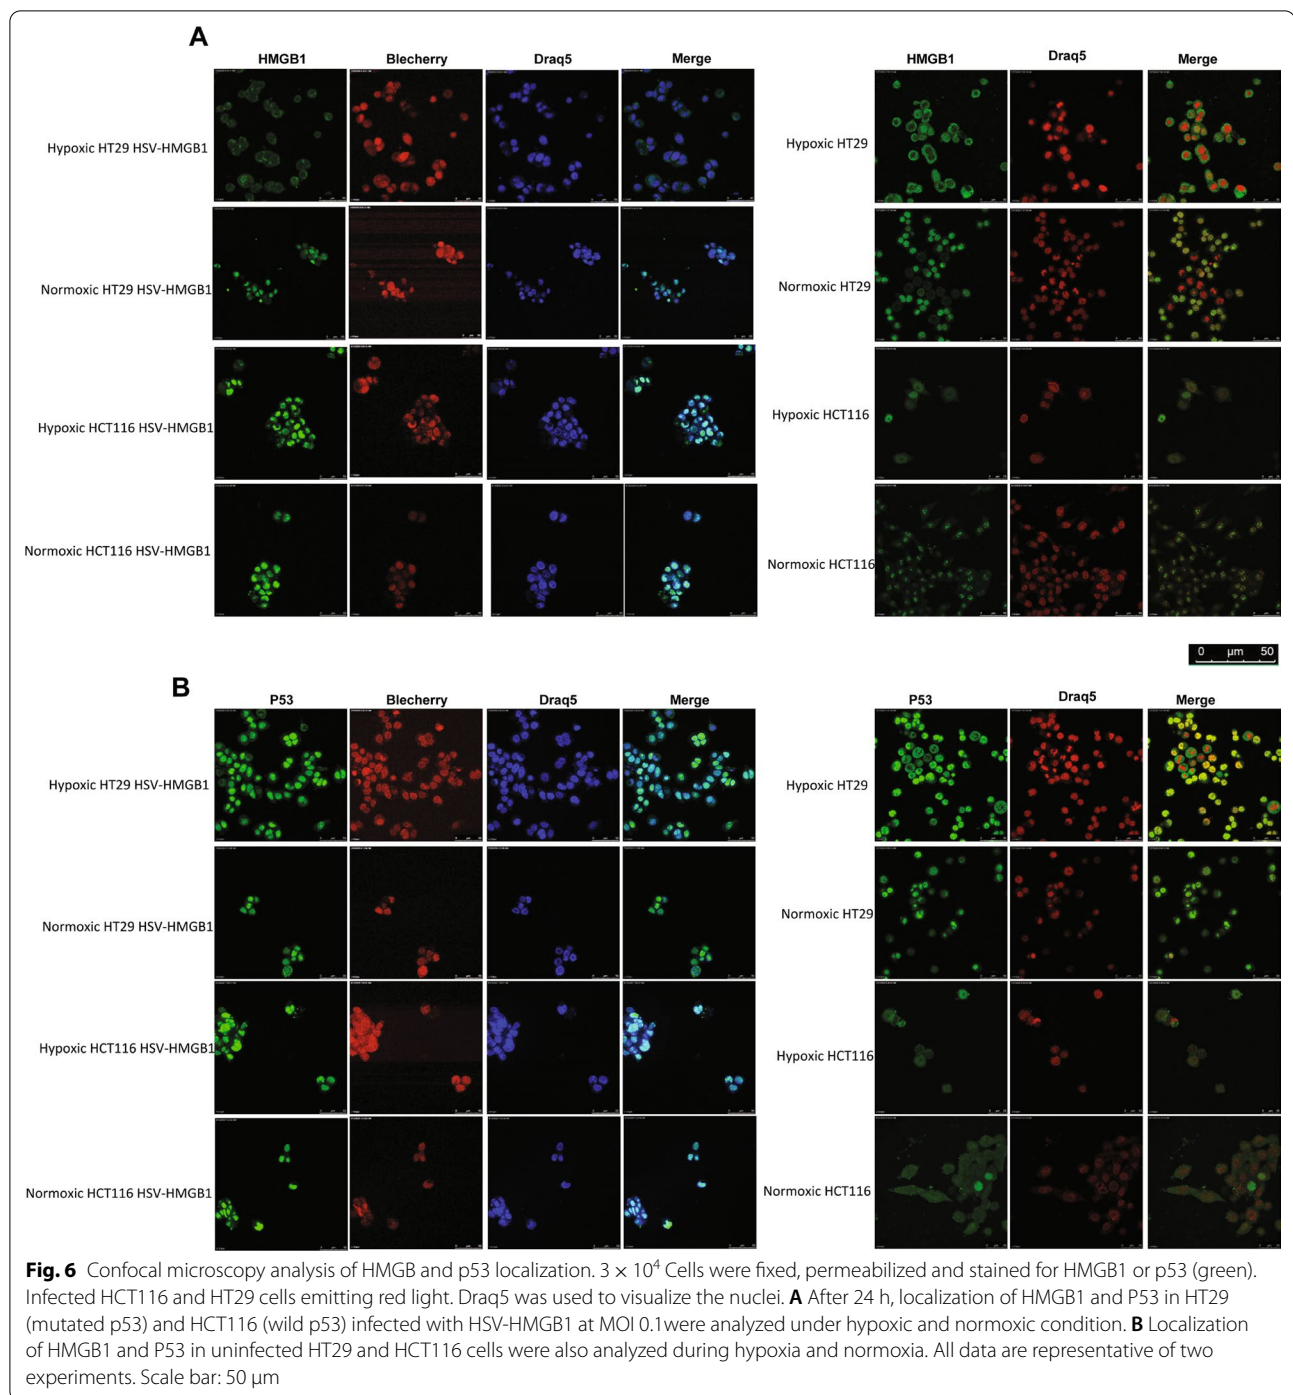 A
HMGB1 Blecherry Draq5 Merge
HMGB1 Draq5 Merge
Hypoxic HT29 HSV-HMGB1
Hypoxic HT29
Normoxic HT29 HSV-HMGB1
Normoxic HT29
Hypoxic HCT116 HSV-HMGB1
Hypoxic HCT116
Normoxic HCT116 HSV-HMGB1
Normoxic HCT116
0 µm 50
B
P53 Blecherry Draq5 Merge
P53 Draq5 Merge
Hypoxic HT29 HSV-HMGB1
Hypoxic HT29
Normoxic HT29 HSV-HMGB1
Normoxic HT29
Hypoxic HCT116 HSV-HMGB1
Hypoxic HCT116
Normoxic HCT116 HSV-HMGB1
Normoxic HCT116
Fig. 6 Confocal microscopy analysis of HMGB and p53 localization. 3 × 10⁴ Cells were fixed, permeabilized and stained for HMGB1 or p53 (green).
Infected HCT116 and HT29 cells emitting red light. Draq5 was used to visualize the nuclei. A After 24 h, localization of HMGB1 and P53 in HT29
(mutated p53) and HCT116 (wild p53) infected with HSV-HMGB1 at MOI 0.1were analyzed under hypoxic and normoxic condition. B Localization
of HMGB1 and P53 in uninfected HT29 and HCT116 cells were also analyzed during hypoxia and normoxia. All data are representative of two
experiments. Scale bar: 50 µm